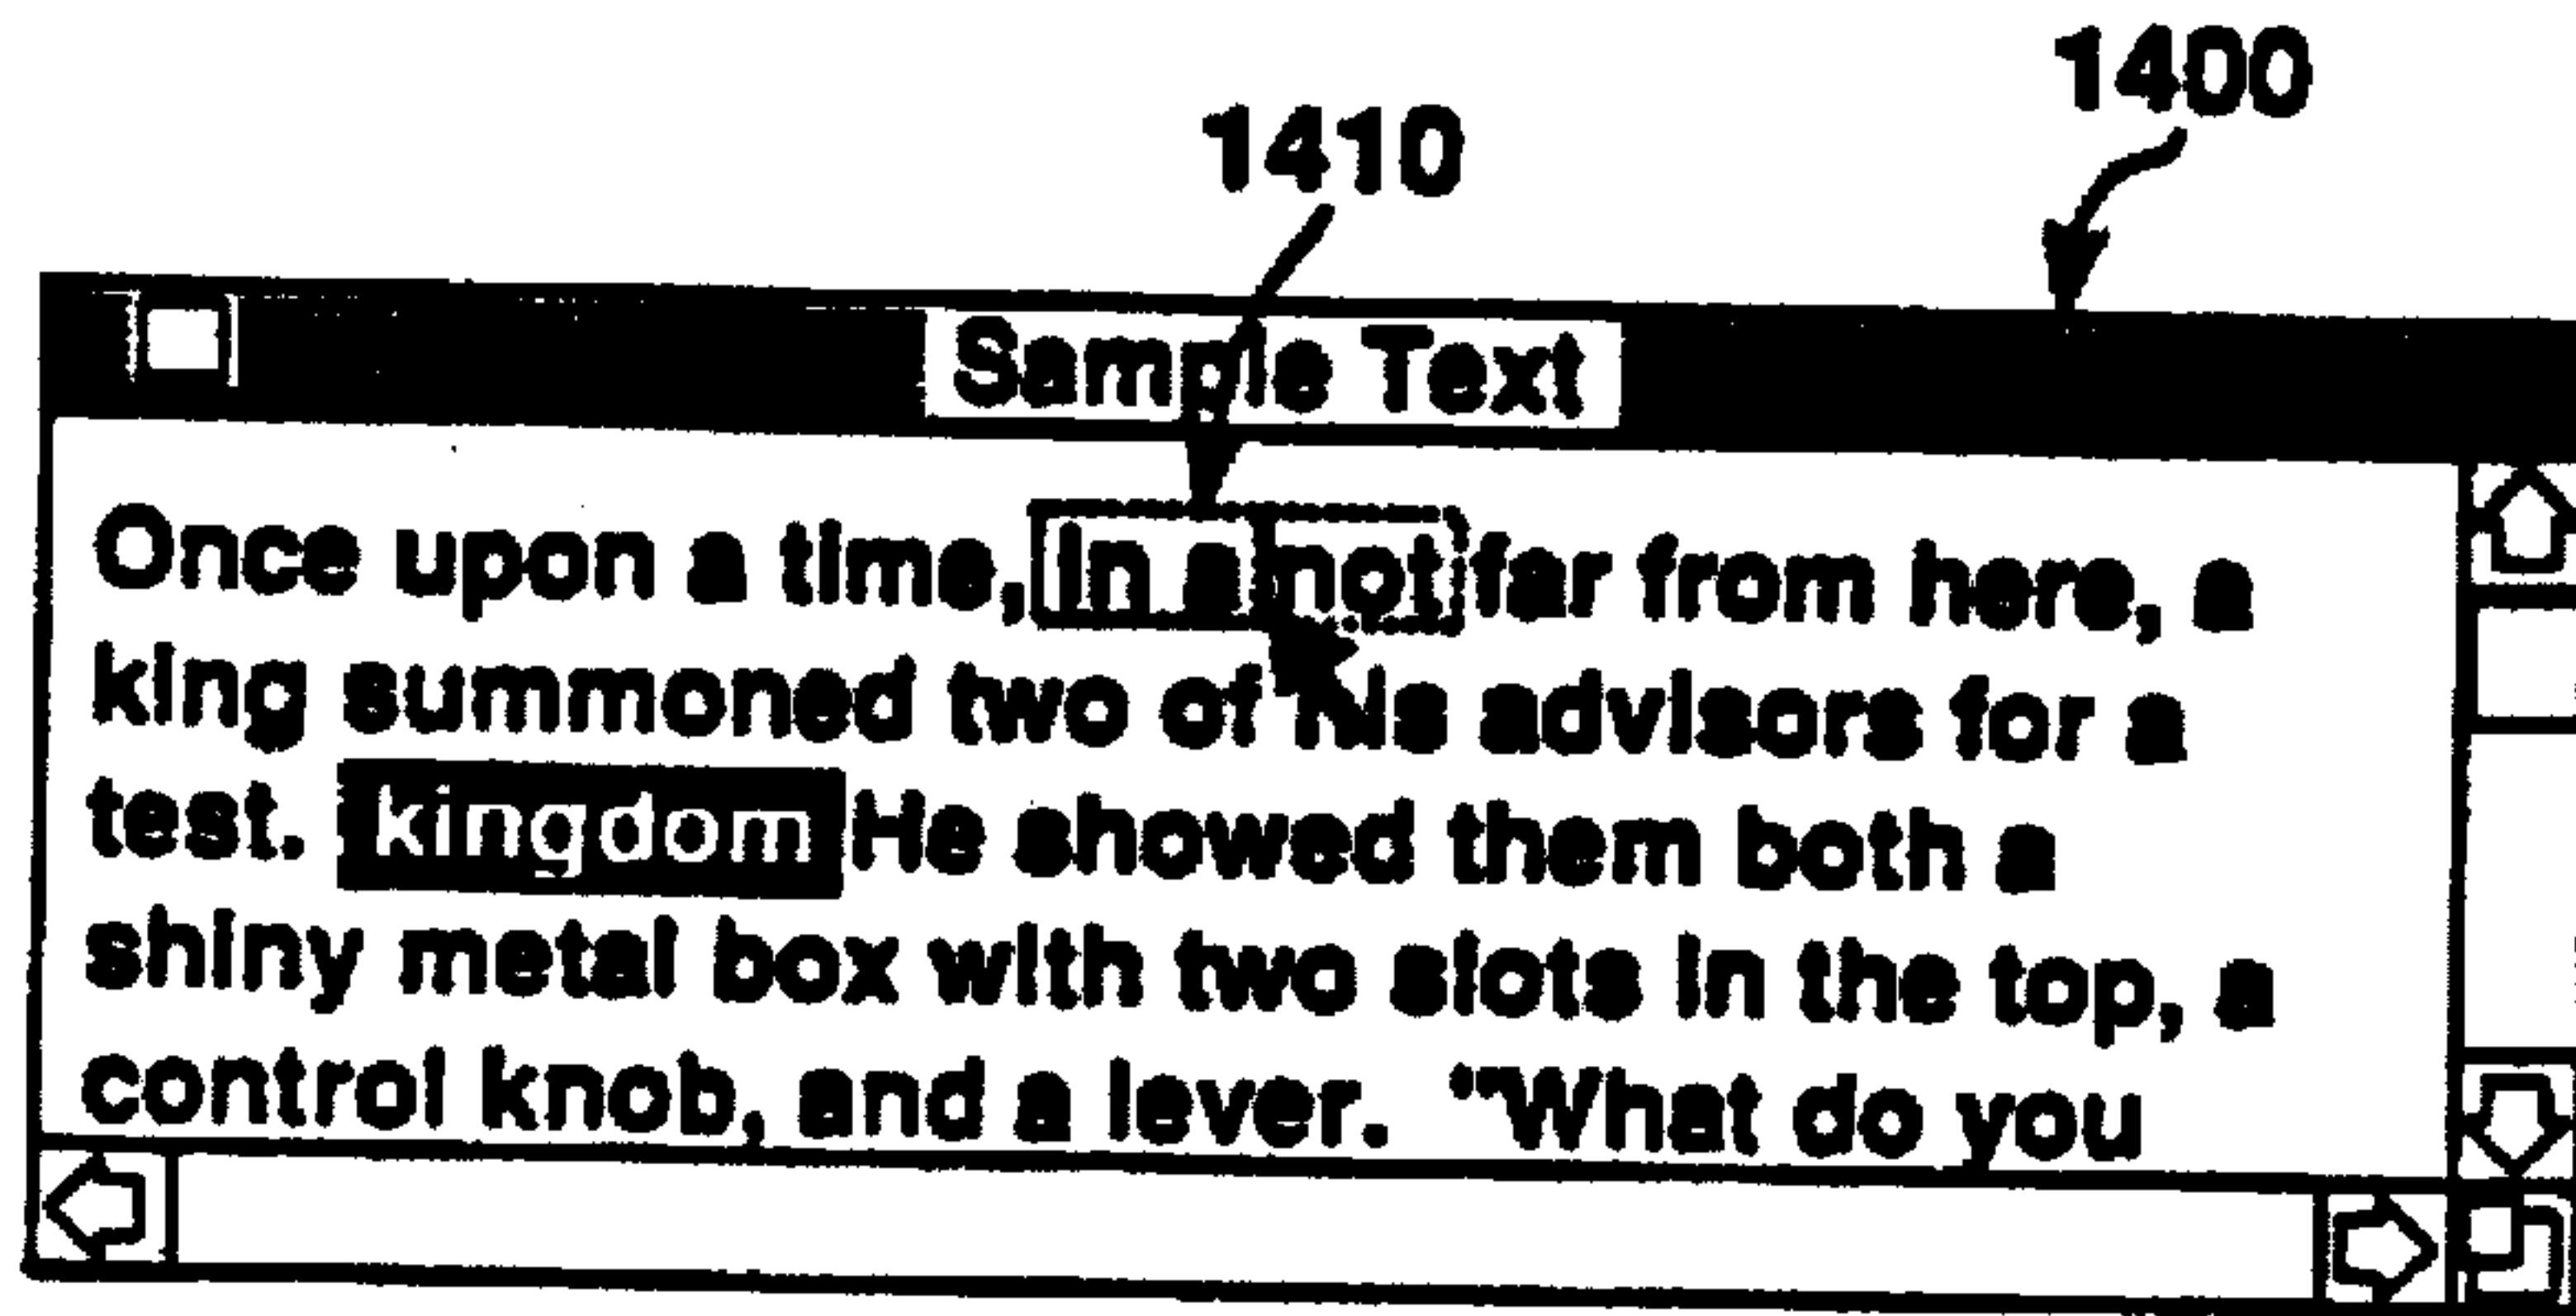 1400
1410
Sample Text
Once upon a time, in a not far from here, a
king summoned two of his advisors for a
test. kingdom He showed them both a
shiny metal box with two slots in the top, a
control knob, and a lever. "What do you